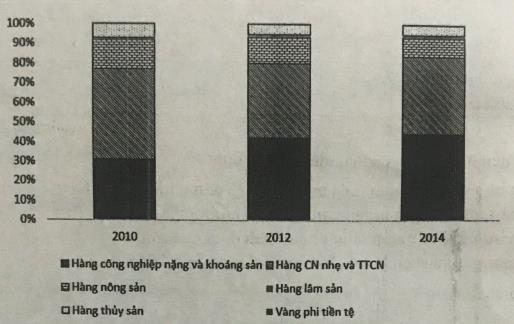 100%
90%
80%
70%
60%
50%
40%
30%
20%
10%
0%
2010 2012 2014
Hàng công nghiệp nặng và khoáng sản Hàng CN nhẹ và TTCN
Hàng nông sản Hàng lâm sản
Hàng thủy sản Vàng phi tiền tệ